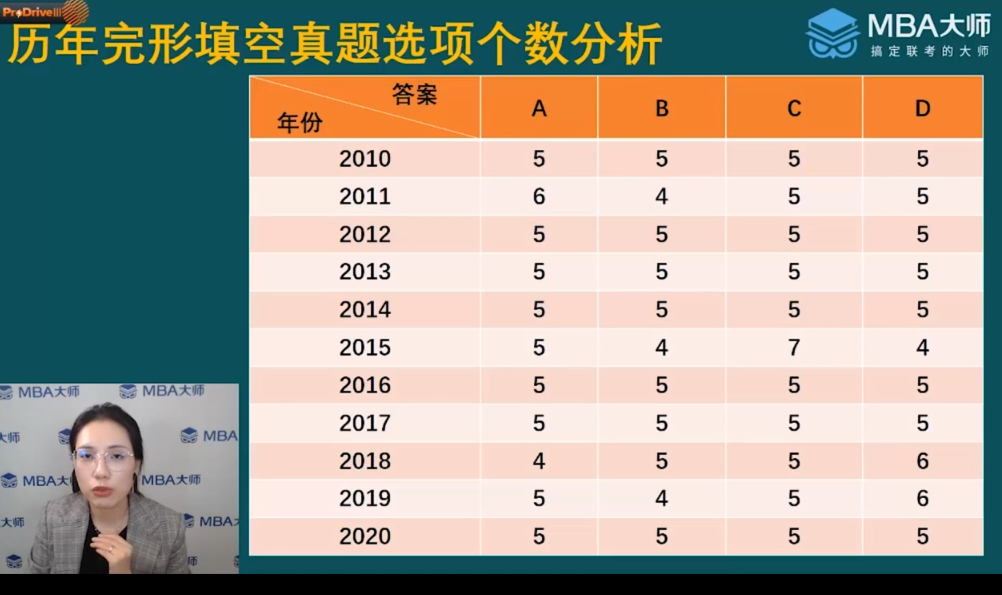 ProDrive
历年完形填空真题选项个数分析
MBA大师
搞定联考的大师
答案
年份
A B C D
2010 5 5 5 5
2011 6 4 5 5
2012 5 5 5 5
2013 5 5 5 5
2014 5 5 5 5
2015 5 4 7 4
2016 5 5 5 5
2017 5 5 5 5
2018 4 5 5 6
2019 5 4 5 6
2020 5 5 5 5
MBA大师 MBA大师
大师 MBA
MBA大 MBA大师
大师 MBA
师